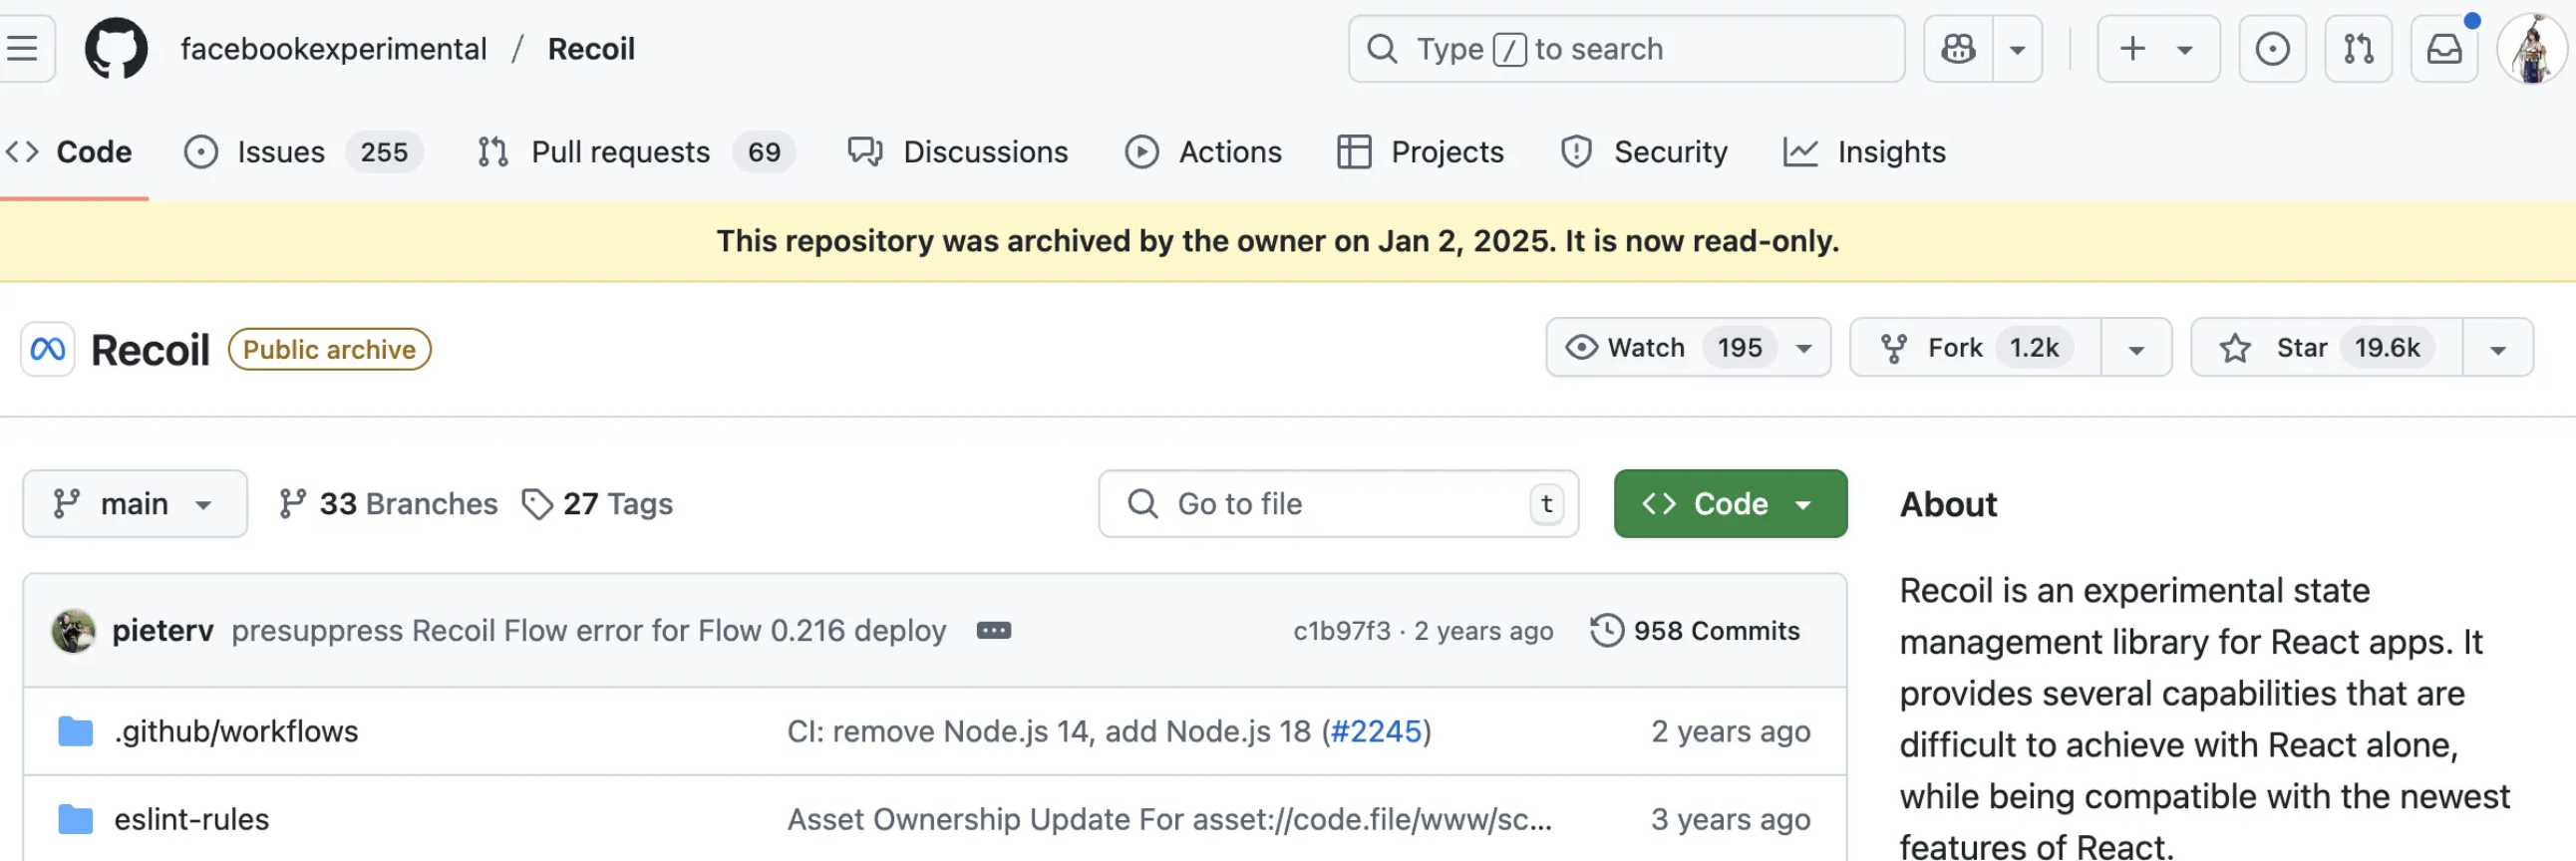 facebookexperimental / Recoil
Type / to search
Code
Issues 255
Pull requests 69
Discussions
Actions
Projects
Security
Insights
This repository was archived by the owner on Jan 2, 2025. It is now read-only.
Recoil Public archive
Watch 195
Fork 1.2k
Star 19.6k
main
33 Branches
27 Tags
Go to file t
Code
pieterv presuppress Recoil Flow error for Flow 0.216 deploy
c1b97f3 · 2 years ago
958 Commits
.github/workflows CI: remove Node.js 14, add Node.js 18 (#2245) 2 years ago
eslint-rules Asset Ownership Update For asset://code.file/www/sc... 3 years ago
About
Recoil is an experimental state
management library for React apps. It
provides several capabilities that are
difficult to achieve with React alone,
while being compatible with the newest
features of React.